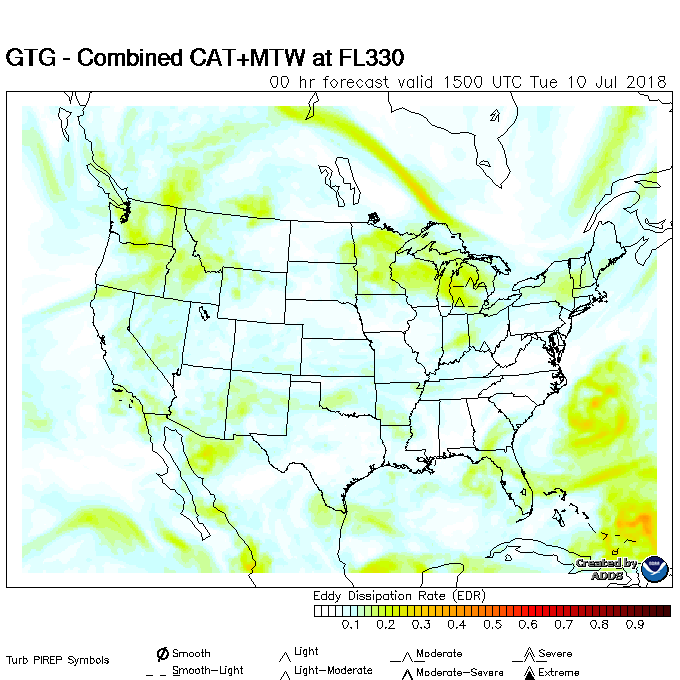 GTG - Combined CAT+MTW at FL330
00 hr forecast valid 1500 UTC Tue 10 Jul 2018
Created by
ADDS
Eddy Dissipation Rate (EDR)
0.1 0.2 0.3 0.4 0.5 0.6 0.7 0.8 0.9
Turb PIREP Symbols
Smooth Light Moderate Severe
Smooth-Light Light-Moderate Moderate-Severe Extreme